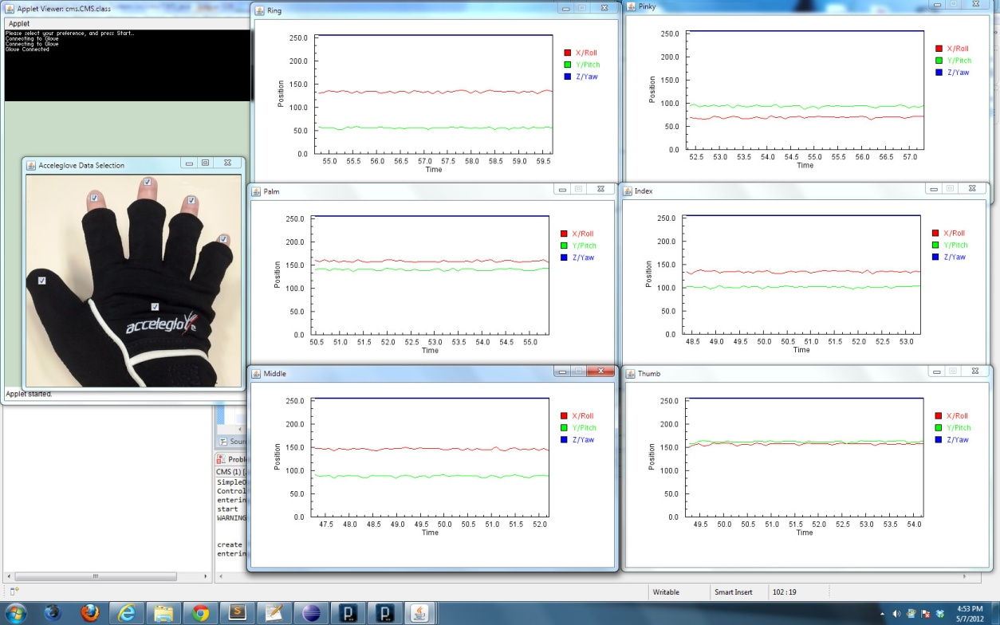 Applet Viewer: cms.CMS.class
Applet
Please select your preference, and press Start..
Connecting to Glove
Connecting to Glove
Glove Connected
Acceleglove Data Selection
acceleglove
Applet started.
Ring
250.0
200.0
150.0
100.0
50.0
0.0
Position
55.0 55.5 56.0 56.5 57.0 57.5 58.0 58.5 59.0 59.5
Time
X/Roll
Y/Pitch
Z/Yaw
Pinky
250.0
200.0
150.0
100.0
50.0
0.0
Position
52.5 53.0 53.5 54.0 54.5 55.0 55.5 56.0 56.5 57.0
Time
X/Roll
Y/Pitch
Z/Yaw
Palm
250.0
200.0
150.0
100.0
50.0
0.0
Position
50.5 51.0 51.5 52.0 52.5 53.0 53.5 54.0 54.5 55.0
Time
X/Roll
Y/Pitch
Z/Yaw
Index
250.0
200.0
150.0
100.0
50.0
0.0
Position
48.5 49.0 49.5 50.0 50.5 51.0 51.5 52.0 52.5 53.0
Time
X/Roll
Y/Pitch
Z/Yaw
Middle
250.0
200.0
150.0
100.0
50.0
0.0
Position
47.5 48.0 48.5 49.0 49.5 50.0 50.5 51.0 51.5 52.0
Time
X/Roll
Y/Pitch
Z/Yaw
Thumb
250.0
200.0
150.0
100.0
50.0
0.0
Position
49.5 50.0 50.5 51.0 51.5 52.0 52.5 53.0 53.5 54.0
Time
X/Roll
Y/Pitch
Z/Yaw
Sour
Proble
CMS (1) [
SimpleO
Control
enterin
start
WARNING
create
enterin
Writable
Smart Insert
102 : 19
4:53 PM
5/7/2012